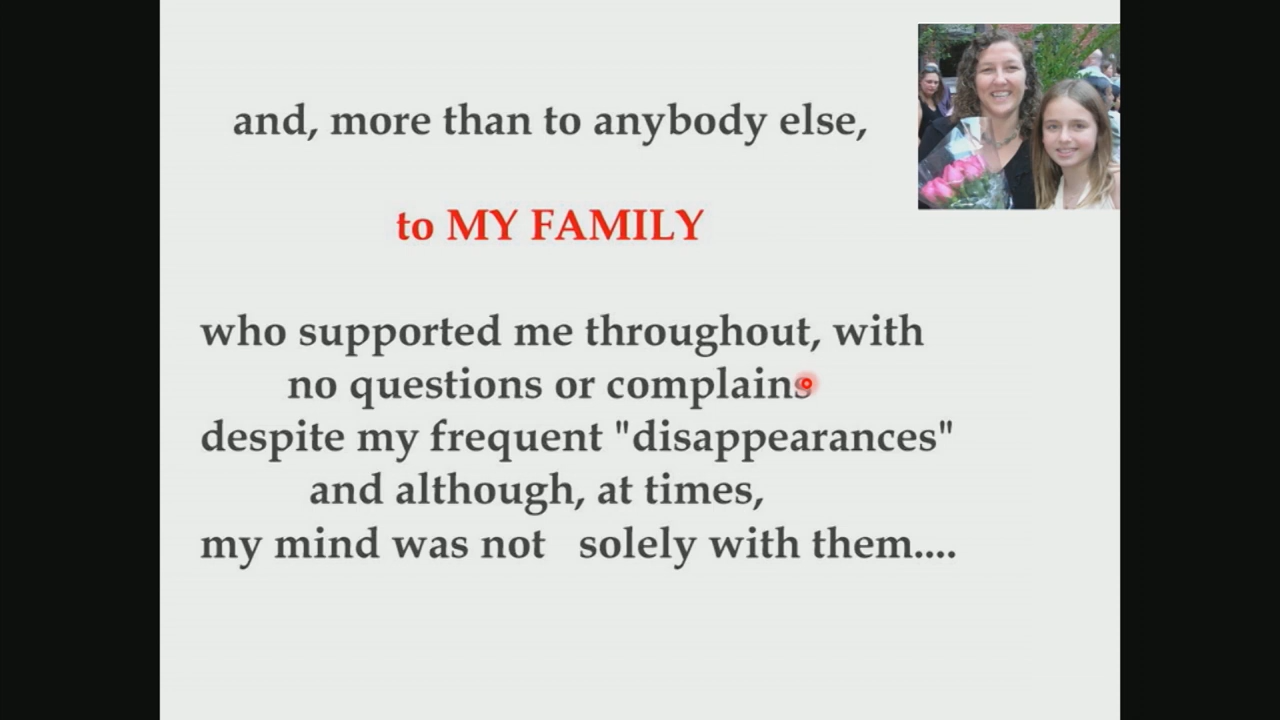 and, more than to anybody else,
to MY FAMILY
who supported me throughout, with
no questions or complains
despite my frequent "disappearances"
and although, at times,
my mind was not solely with them....